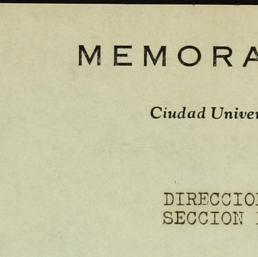 MEMORA
Ciudad Univer
DIRECCIO
SECCION